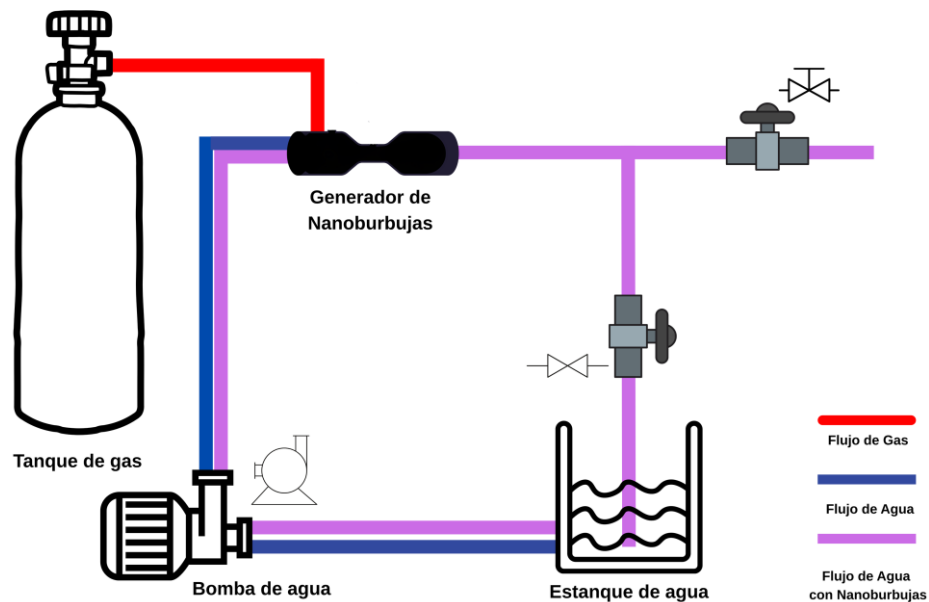 Generador de
Nanoburbujas
Tanque de gas
Flujo de Gas
Flujo de Agua
Bomba de agua
Estanque de agua
Flujo de Agua
con Nanoburbujas